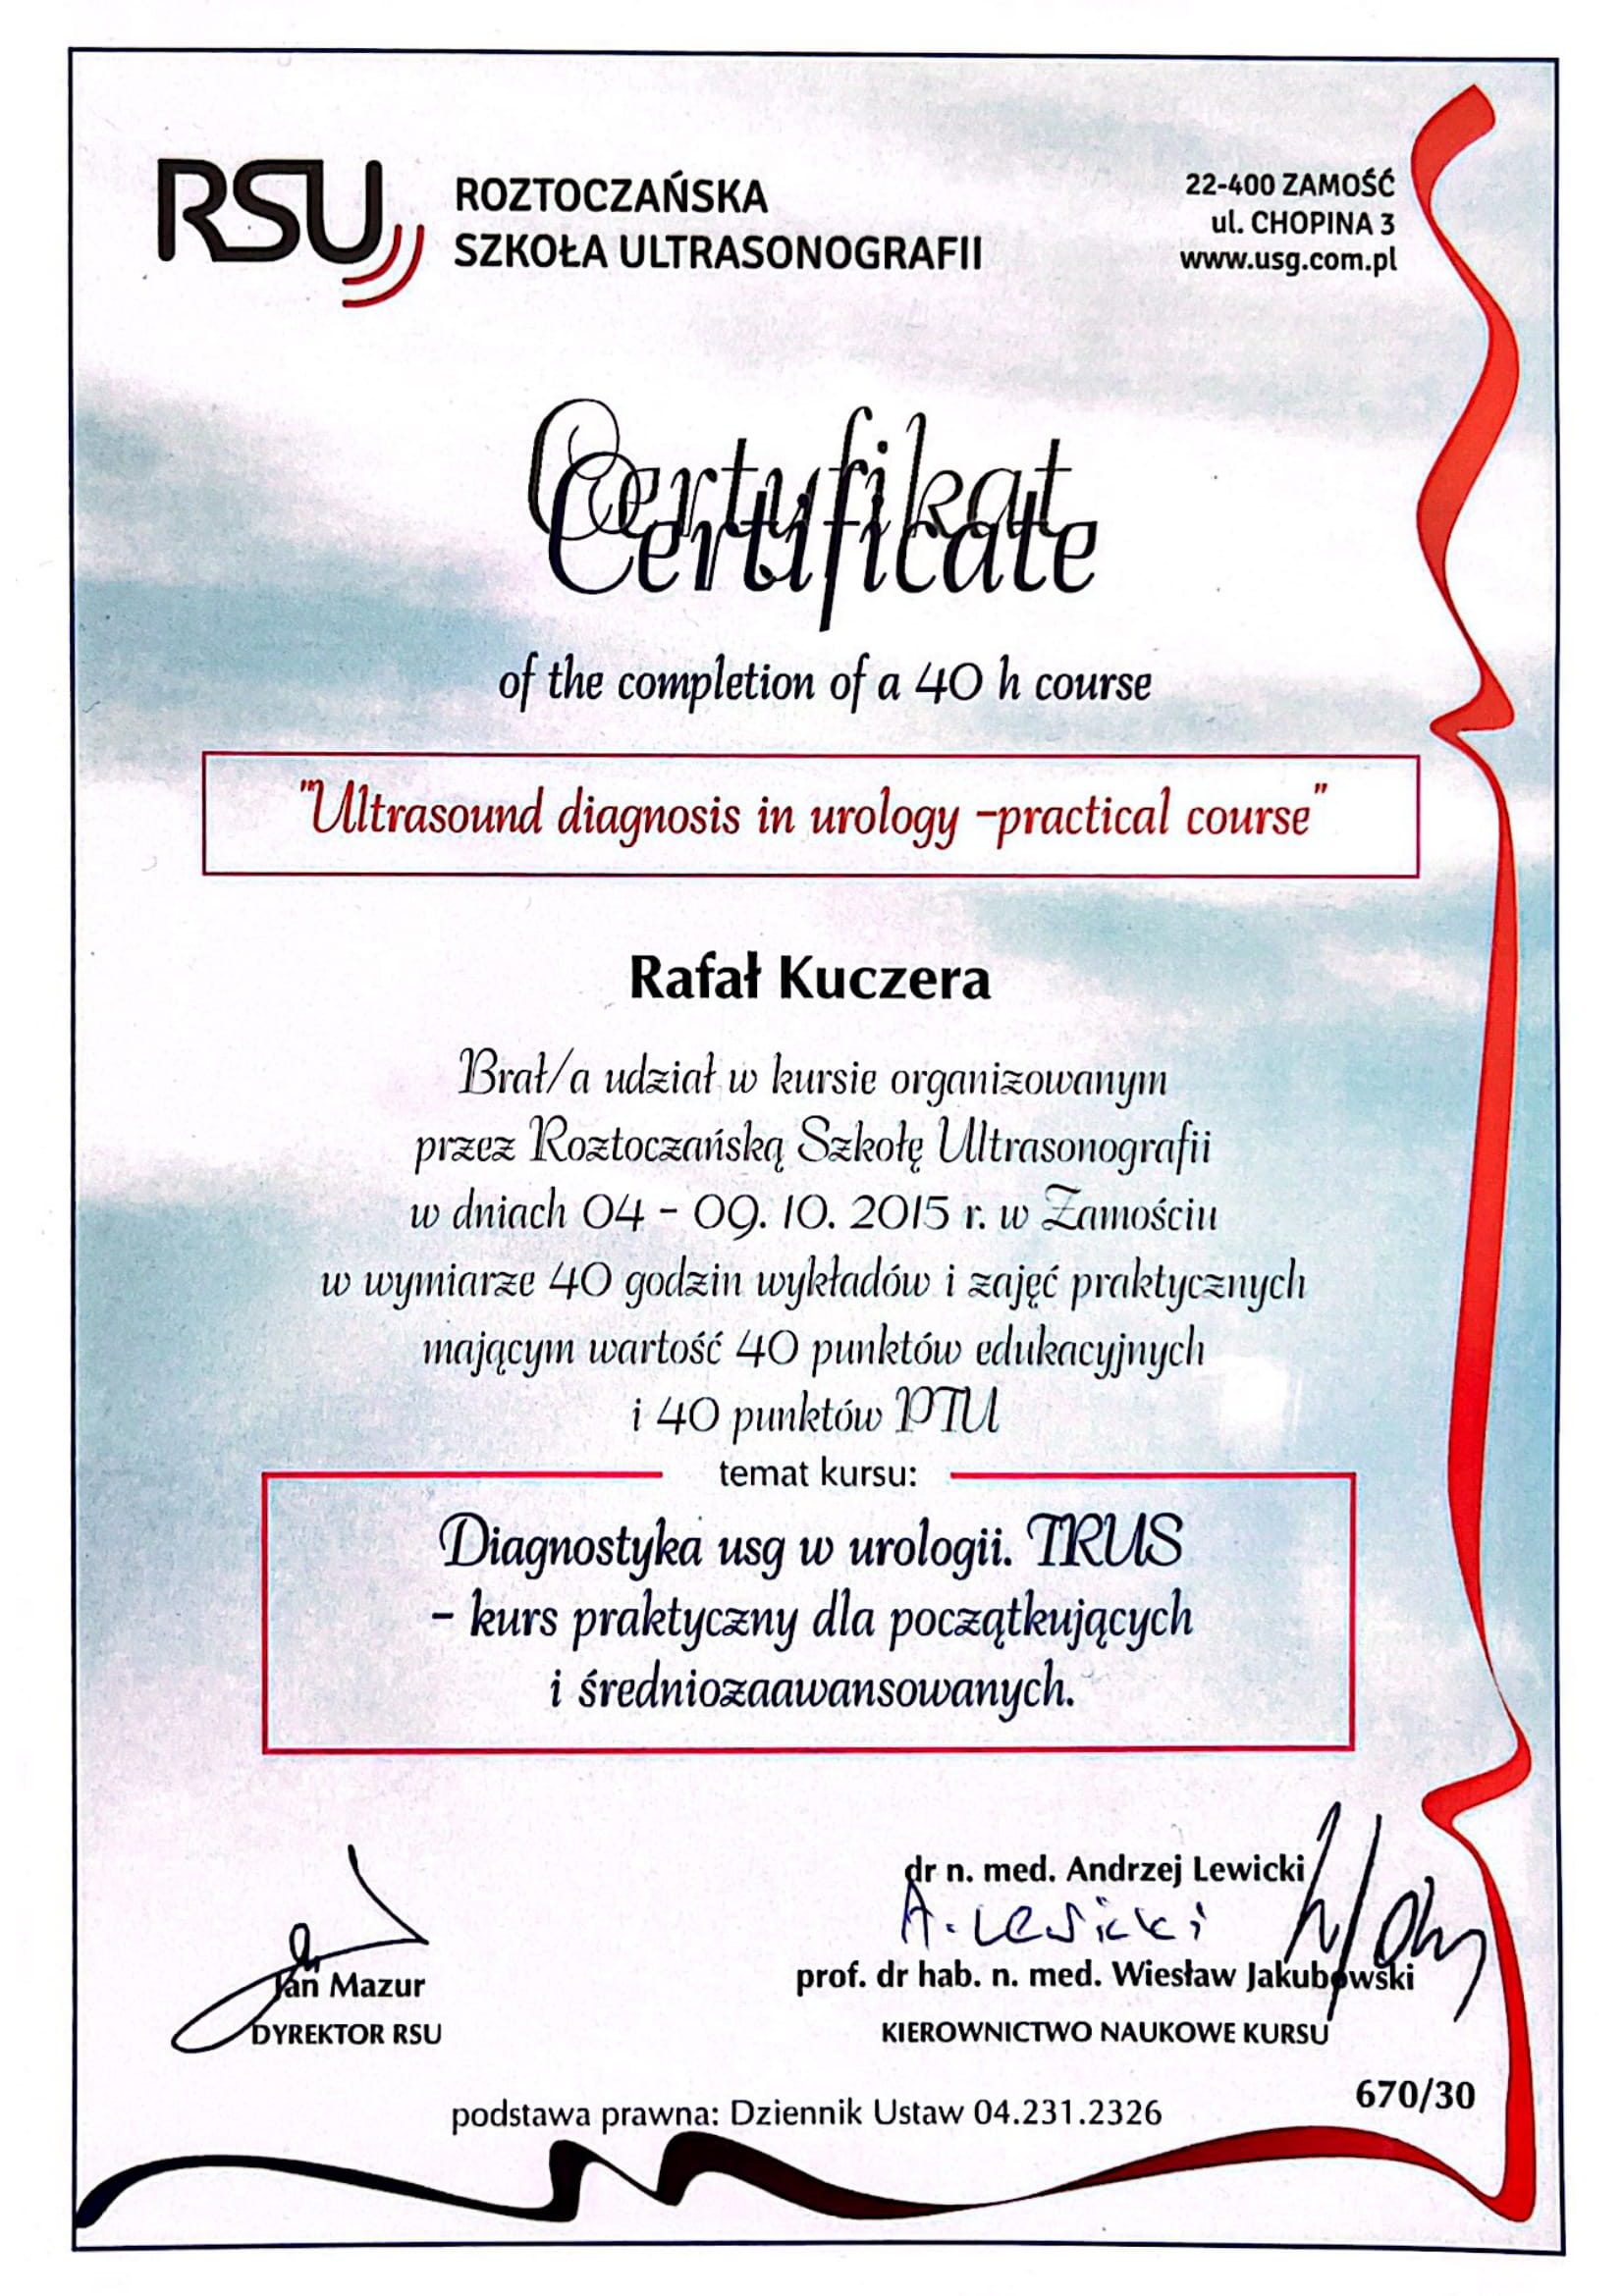 RSU
ROZTOCZAŃSKA
SZKOŁA ULTRASONOGRAFII
22-400 ZAMOŚĆ
ul. CHOPINA 3
www.usg.com.pl
Certyfikat
Certificate
of the completion of a 40 h course
"Ultrasound diagnosis in urology -practical course"
Rafał Kuczera
Brał/a udział w kursie organizowanym
przez Roztoczańską Szkołę Ultrasonografii
w dniach 04 - 09. 10. 2015 r. w Zamościu
w wymiarze 40 godzin wykładów i zajęć praktycznych
mającym wartość 40 punktów edukacyjnych
i 40 punktów PTU
temat kursu:
Diagnostyka usg w urologii. TRUS
- kurs praktyczny dla początkujących
i średniozaawansowanych.
dr n. med. Andrzej Lewicki
A. Lewicki
prof. dr hab. n. med. Wiesław Jakubowski
KIEROWNICTWO NAUKOWE KURSU
Jan Mazur
DYREKTOR RSU
670/30
podstawa prawna: Dziennik Ustaw 04.231.2326